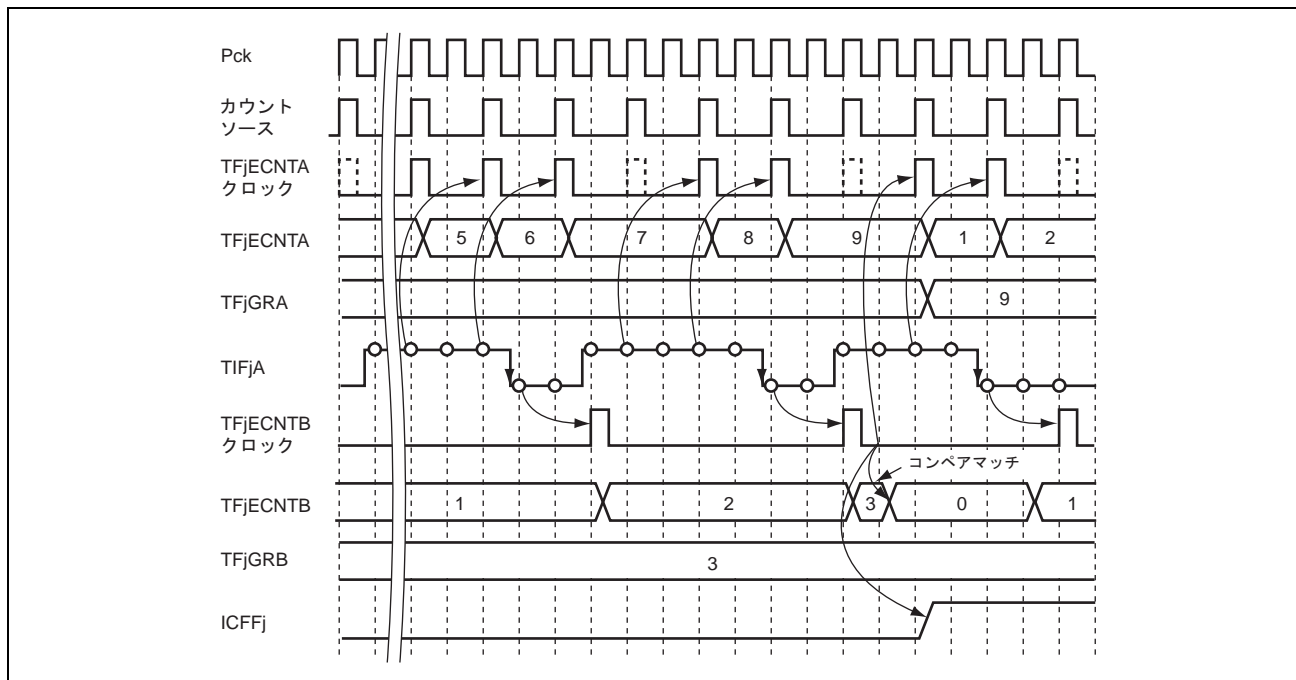 Pck
カウント
ソース
TFjECNTA
クロック
TFjECNTA 5 6 7 8 9 1 2
TFjGRA 9
TIFjA
TFjECNTB
クロック
コンペアマッチ
TFjECNTB 1 2 3 0 1
TFjGRB 3
ICFFj